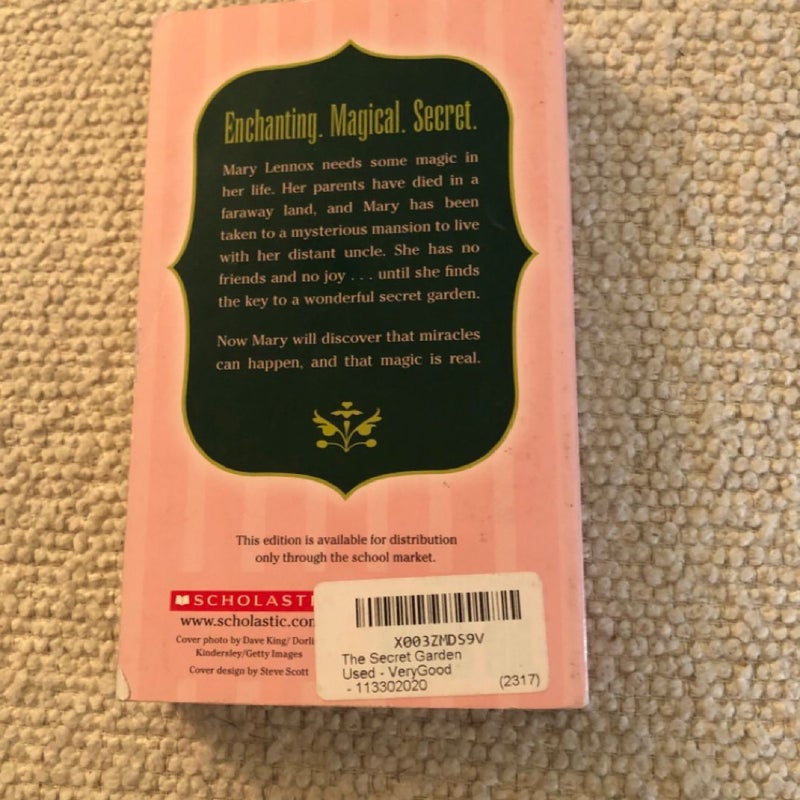 Enchanting. Magical. Secret.
Mary Lennox needs some magic in
her life. Her parents have died in a
faraway land, and Mary has been
taken to a mysterious mansion to live
with her distant uncle. She has no
friends and no joy . . . until she finds
the key to a wonderful secret garden.
Now Mary will discover that miracles
can happen, and that magic is real.
This edition is available for distribution
only through the school market.
SCHOLASTI
www.scholastic.com
Cover photo by Dave King/ Dorli
Kindersley/Getty Images
Cover design by Steve Scott
X003ZMDS9V
The Secret Garden
Used - VeryGood
- 113302020
(2317)